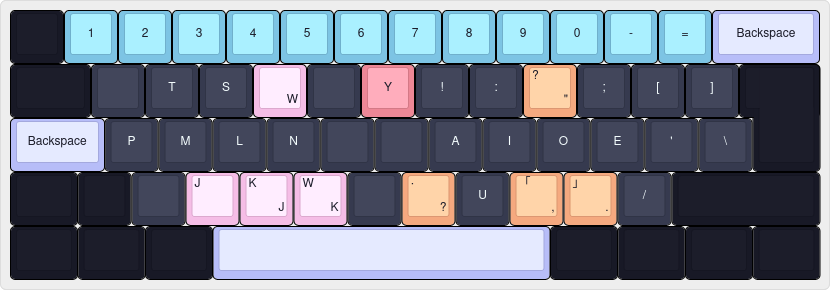 1 2 3 4 5 6 7 8 9 0 - = Backspace
T S W Y ! : ? " ; [ ]
Backspace P M L N A I O E ' \
J K J W K · ? U 「 , 」 . /